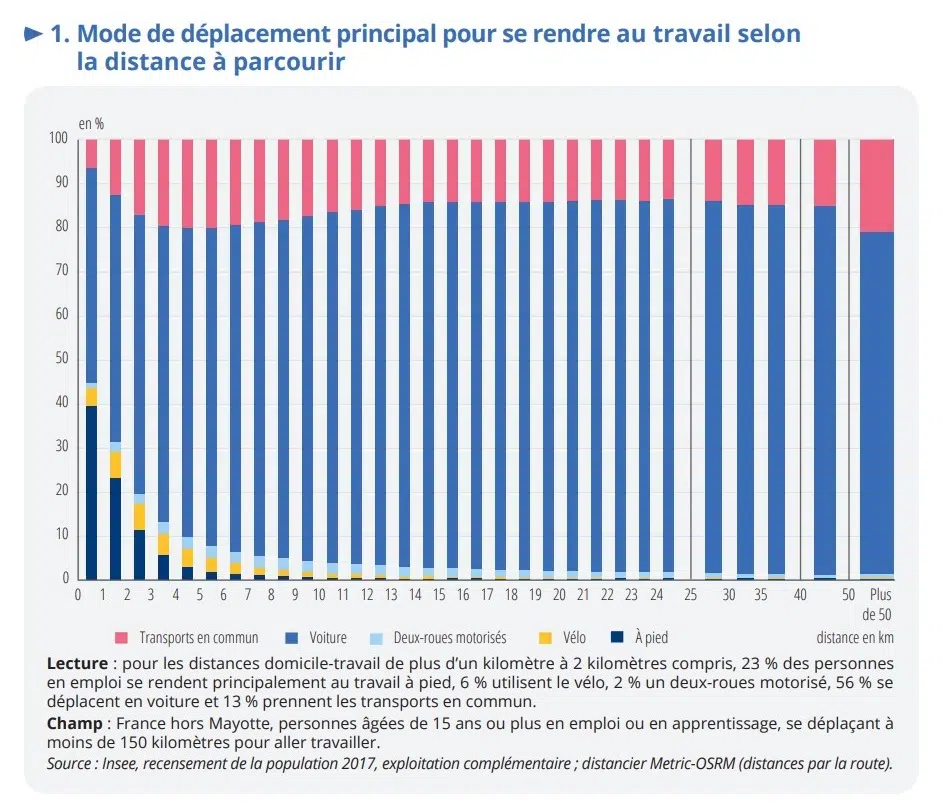 1. Mode de déplacement principal pour se rendre au travail selon
la distance à parcourir
en %
100
90
80
70
60
50
40
30
20
10
0
0 1 2 3 4 5 6 7 8 9 10 11 12 13 14 15 16 17 18 19 20 21 22 23 24 25 30 35 40 50 Plus
de 50
Transports en commun Voiture Deux-roues motorisés Vélo À pied distance en km
Lecture : pour les distances domicile-travail de plus d'un kilomètre à 2 kilomètres compris, 23 % des personnes
en emploi se rendent principalement au travail à pied, 6 % utilisent le vélo, 2 % un deux-roues motorisé, 56 % se
déplacent en voiture et 13 % prennent les transports en commun.
Champ : France hors Mayotte, personnes âgées de 15 ans ou plus en emploi ou en apprentissage, se déplaçant à
moins de 150 kilomètres pour aller travailler.
Source : Insee, recensement de la population 2017, exploitation complémentaire ; distancier Metric-OSRM (distances par la route).